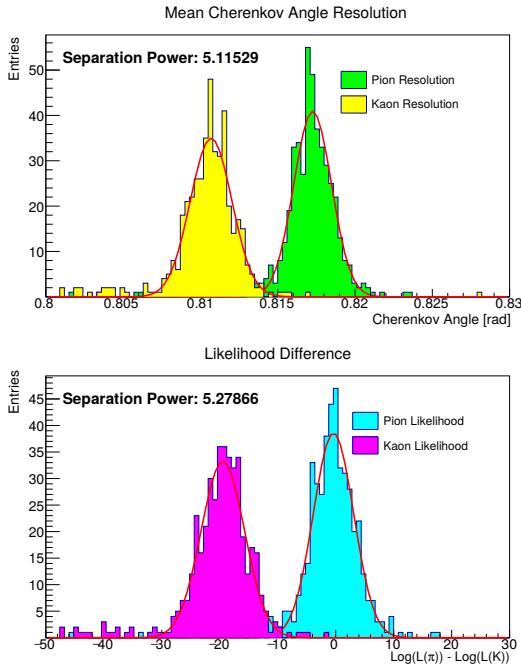 Mean Cherenkov Angle Resolution
Entries
Separation Power: 5.11529
Pion Resolution
Kaon Resolution
50
40
30
20
10
0.8 0.805 0.81 0.815 0.82 0.825 0.83
Cherenkov Angle [rad]
Likelihood Difference
Entries
Separation Power: 5.27866
Pion Likelihood
Kaon Likelihood
45
40
35
30
25
20
15
10
5
−50 −40 −30 −20 −10 0 10 20 30
Log(L(π)) - Log(L(K))